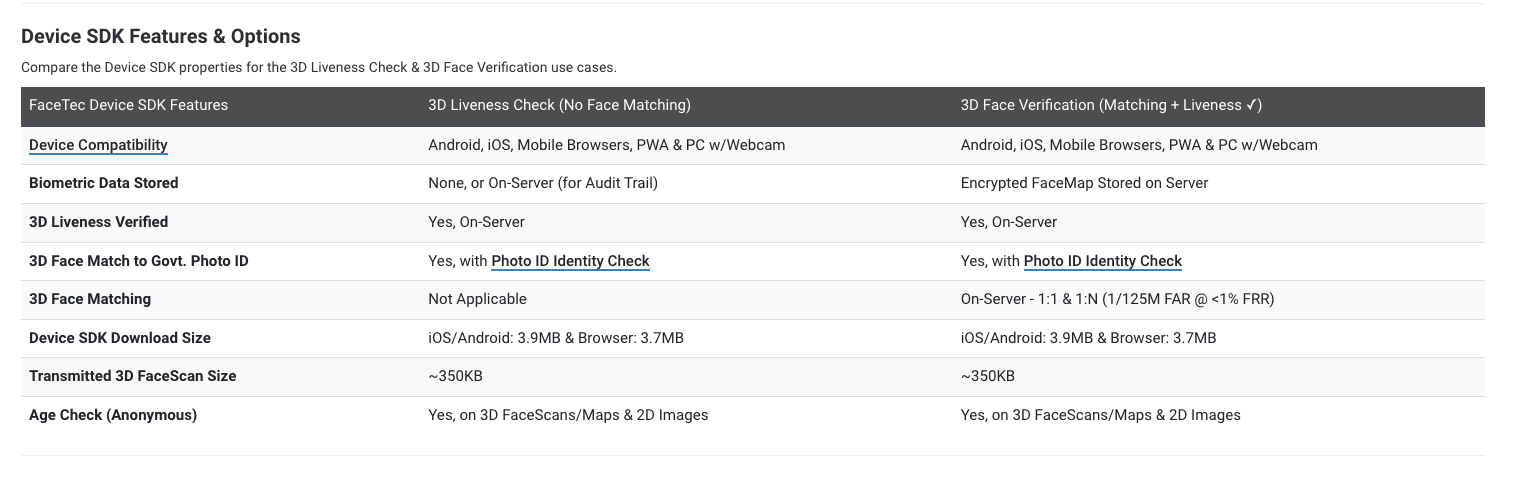 Device SDK Features & Options
Compare the Device SDK properties for the 3D Liveness Check & 3D Face Verification use cases.
FaceTec Device SDK Features 3D Liveness Check (No Face Matching) 3D Face Verification (Matching + Liveness ✓)
Device Compatibility Android, iOS, Mobile Browsers, PWA & PC w/Webcam Android, iOS, Mobile Browsers, PWA & PC w/Webcam
Biometric Data Stored None, or On-Server (for Audit Trail) Encrypted FaceMap Stored on Server
3D Liveness Verified Yes, On-Server Yes, On-Server
3D Face Match to Govt. Photo ID Yes, with Photo ID Identity Check Yes, with Photo ID Identity Check
3D Face Matching Not Applicable On-Server - 1:1 & 1:N (1/125M FAR @ <1% FRR)
Device SDK Download Size iOS/Android: 3.9MB & Browser: 3.7MB iOS/Android: 3.9MB & Browser: 3.7MB
Transmitted 3D FaceScan Size ~350KB ~350KB
Age Check (Anonymous) Yes, on 3D FaceScans/Maps & 2D Images Yes, on 3D FaceScans/Maps & 2D Images